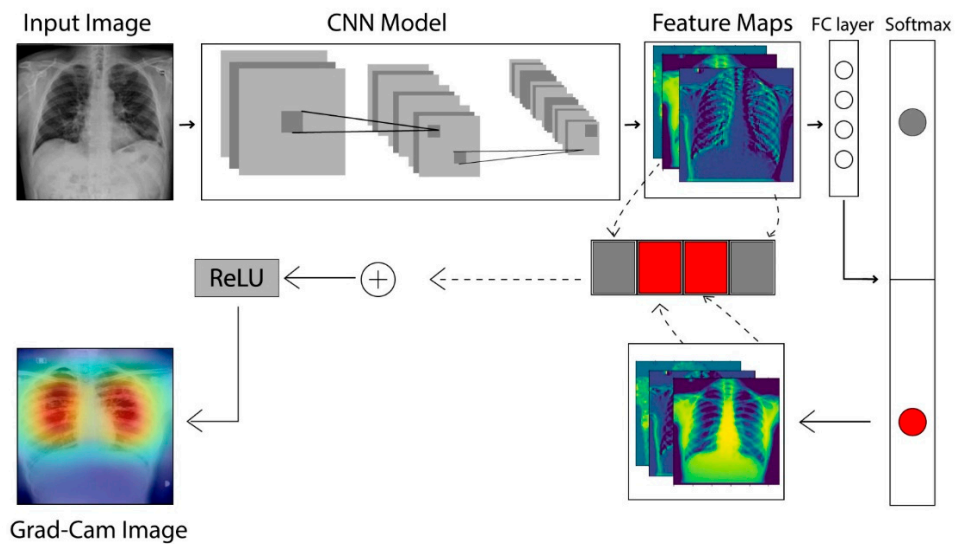 Input Image
CNN Model
Feature Maps
FC layer
Softmax
ReLU
Grad-Cam Image